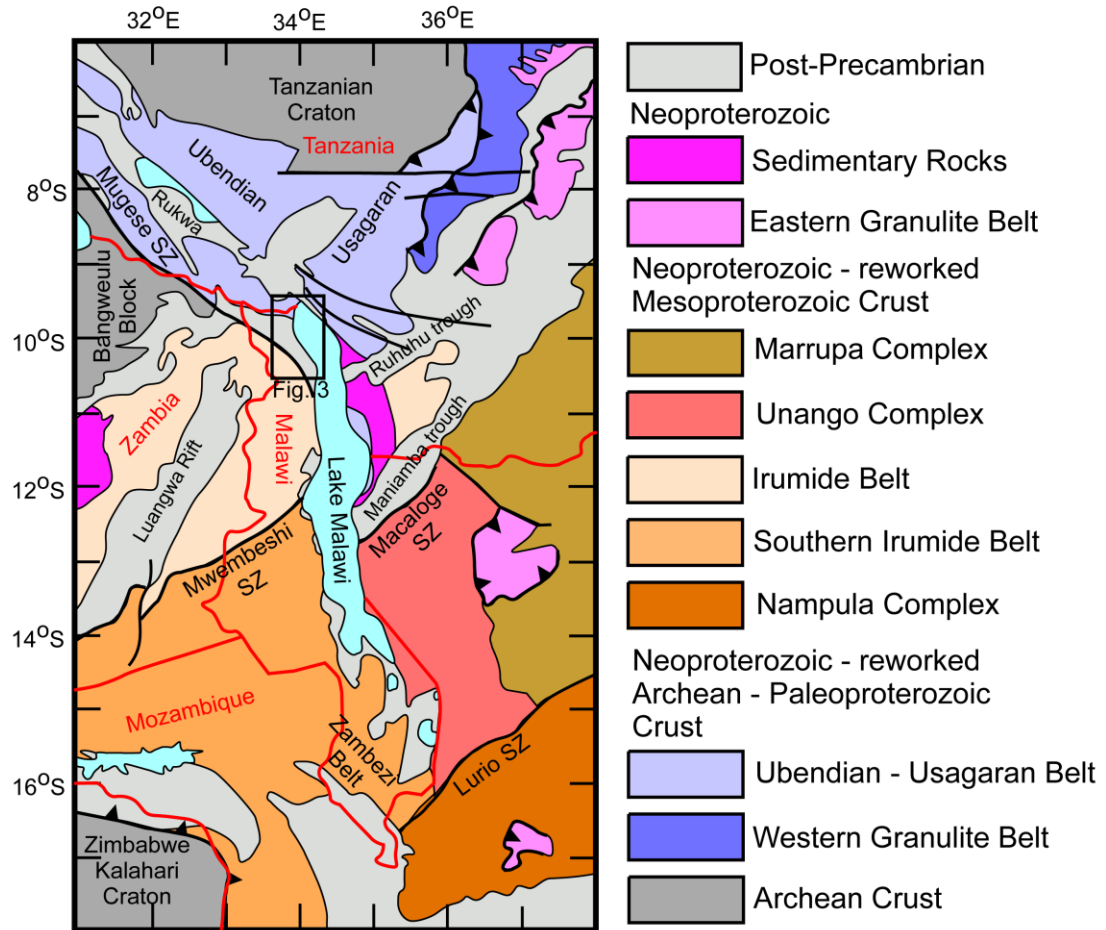 32°E 34°E 36°E
8°S
10°S
12°S
14°S
16°S
Tanzanian
Craton
Tanzania
Ubendian
Usagaran
Mugese SZ
Rukwa
Bangweulu
Block
Ruhuhu trough
Fig. 3
Zambia
Malawi
Luangwa Rift
Lake Malawi
Maniamba trough
Macaloge
SZ
Mwembeshi
SZ
Mozambique
Zambezi
Belt
Lurio SZ
Zimbabwe
Kalahari
Craton
Post-Precambrian
Neoproterozoic
Sedimentary Rocks
Eastern Granulite Belt
Neoproterozoic - reworked
Mesoproterozoic Crust
Marrupa Complex
Unango Complex
Irumide Belt
Southern Irumide Belt
Nampula Complex
Neoproterozoic - reworked
Archean - Paleoproterozoic
Crust
Ubendian - Usagaran Belt
Western Granulite Belt
Archean Crust